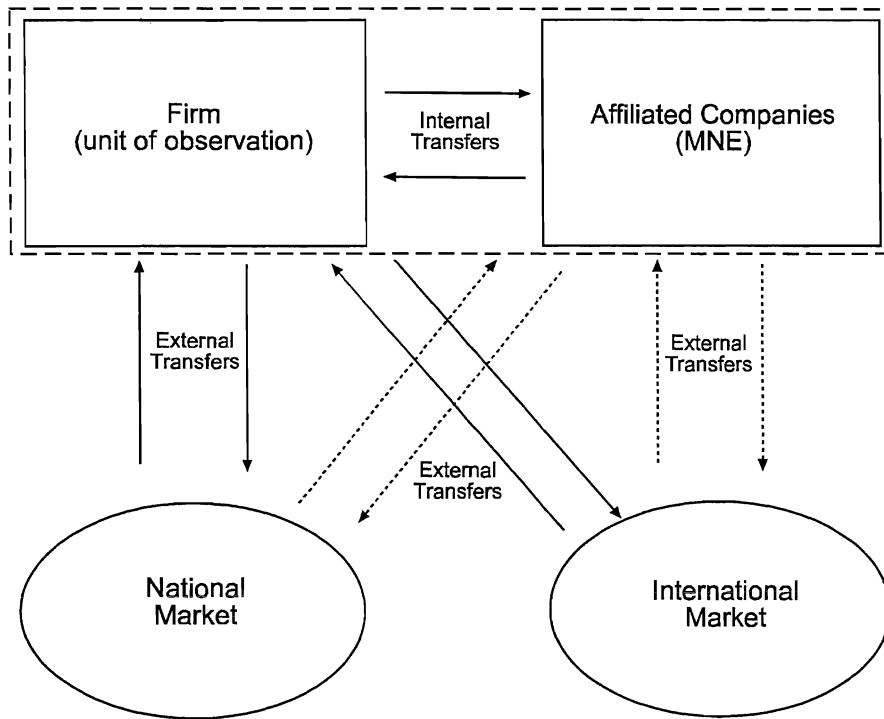 Firm
(unit of observation)
Internal
Transfers
Affiliated Companies
(MNE)
External
Transfers
External
Transfers
External
Transfers
National
Market
International
Market